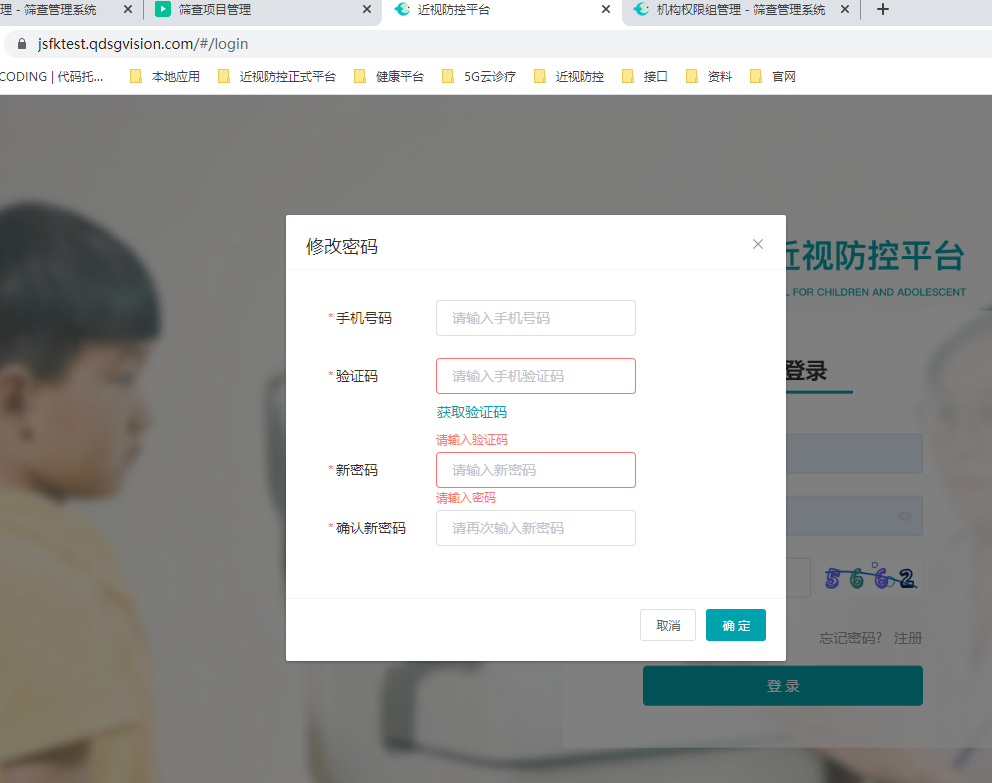 理 - 筛查管理系统
筛查项目管理
近视防控平台
机构权限组管理 - 筛查管理系统
jsfktest.qdsgvision.com/#/login
CODING | 代码托...
本地应用
近视防控正式平台
健康平台
5G云诊疗
近视防控
接口
资料
官网
近视防控平台
L FOR CHILDREN AND ADOLESCENT
登录
修改密码
* 手机号码
请输入手机号码
* 验证码
请输入手机验证码
获取验证码
请输入验证码
* 新密码
请输入新密码
请输入密码
* 确认新密码
请再次输入新密码
取消
确 定
5662
忘记密码?
注册
登 录